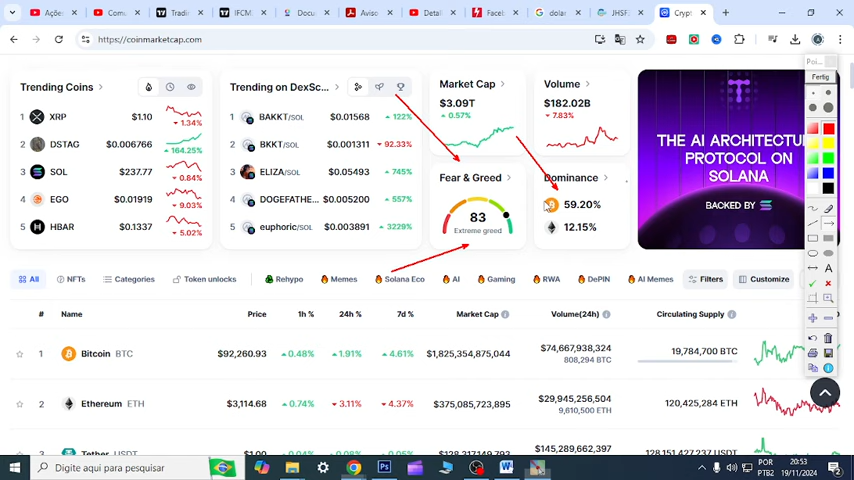 Ações
Com
Tradin
IFCM
Docu
Aviso
Detal
Facel
dolar
JHSF
Cryp
https://coinmarketcap.com
Poi...
Fertig
Trending Coins
1 XRP $1.10 1.34%
2 DSTAG $0.006766 164.25%
3 SOL $237.77 0.84%
4 EGO $0.01919 9.03%
5 HBAR $0.1337 5.02%
Trending on DexSc...
1 BAKKT/SOL $0.01568 122%
2 BKKT/SOL $0.001311 92.33%
3 ELIZA/SOL $0.05493 745%
4 DOGEFATHE... $0.005200 557%
5 euphoric/SOL $0.003891 3229%
Market Cap
$3.09T
0.57%
Volume
$182.02B
7.83%
Fear & Greed
83
Extreme greed
Dominance
59.20%
12.15%
THE AI ARCHITECTU
PROTOCOL ON
SOLANA
BACKED BY
All NFTs Categories Token unlocks Rehypo Memes Solana Eco AI Gaming RWA DePIN AI Memes Filters Customize
# Name Price 1h % 24h % 7d % Market Cap Volume(24h) Circulating Supply
1 Bitcoin BTC $92,260.93 0.48% 1.91% 4.61% $1,825,354,875,044 $74,667,938,324 19,784,700 BTC
808,294 BTC
2 Ethereum ETH $3,114.68 0.74% 3.11% 4.37% $375,085,723,895 $29,945,256,504 120,425,284 ETH
9,610,500 ETH
$145,289,662,397
Tether USDT
Digite aqui para pesquisar
POR
PTB2
20:53
19/11/2024
2